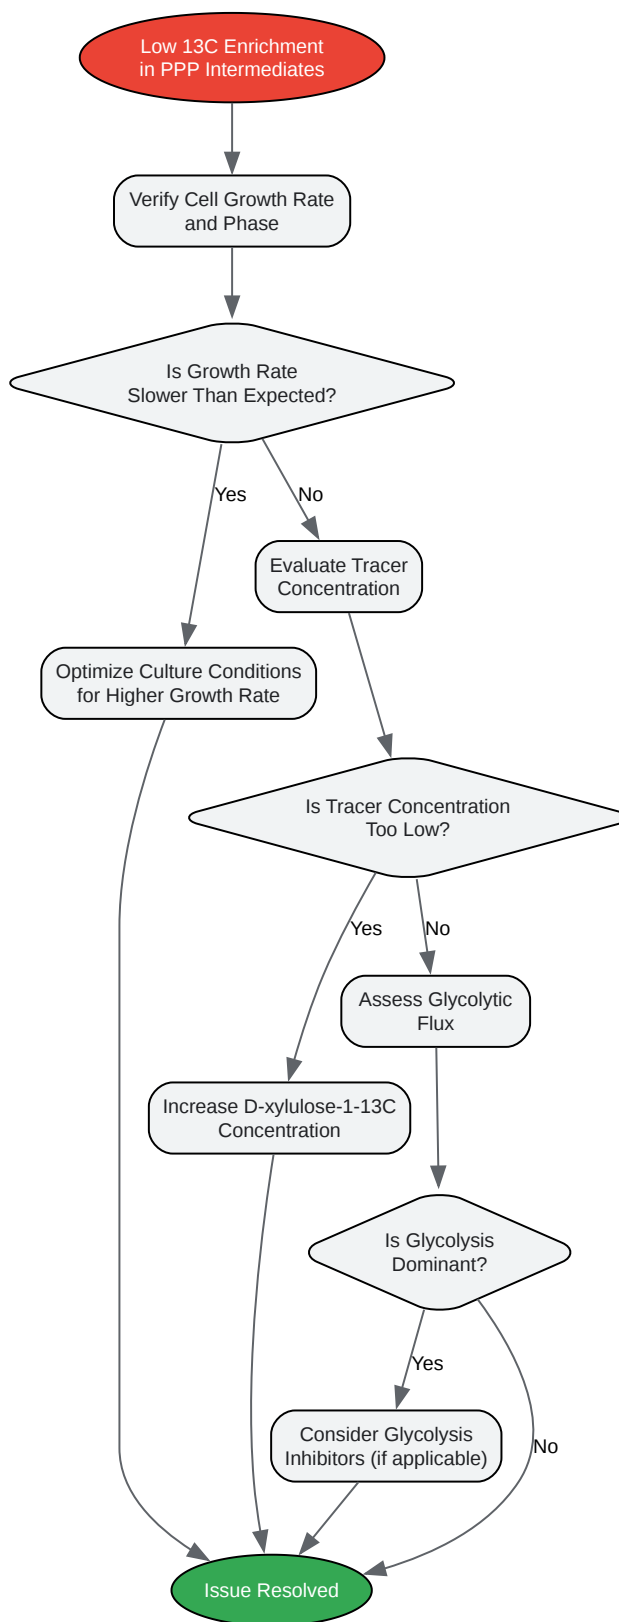 Low 13C Enrichment
in PPP Intermediates
Verify Cell Growth Rate
and Phase
Is Growth Rate
Slower Than Expected?
Yes
No
Evaluate Tracer
Concentration
Optimize Culture Conditions
for Higher Growth Rate
Is Tracer Concentration
Too Low?
Yes
No
Assess Glycolytic
Flux
Increase D-xylulose-1-13C
Concentration
Is Glycolysis
Dominant?
Yes
No
Consider Glycolysis
Inhibitors (if applicable)
Issue Resolved